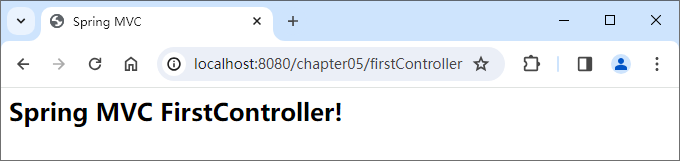 Spring MVC
localhost:8080/chapter05/firstController
Spring MVC FirstController!